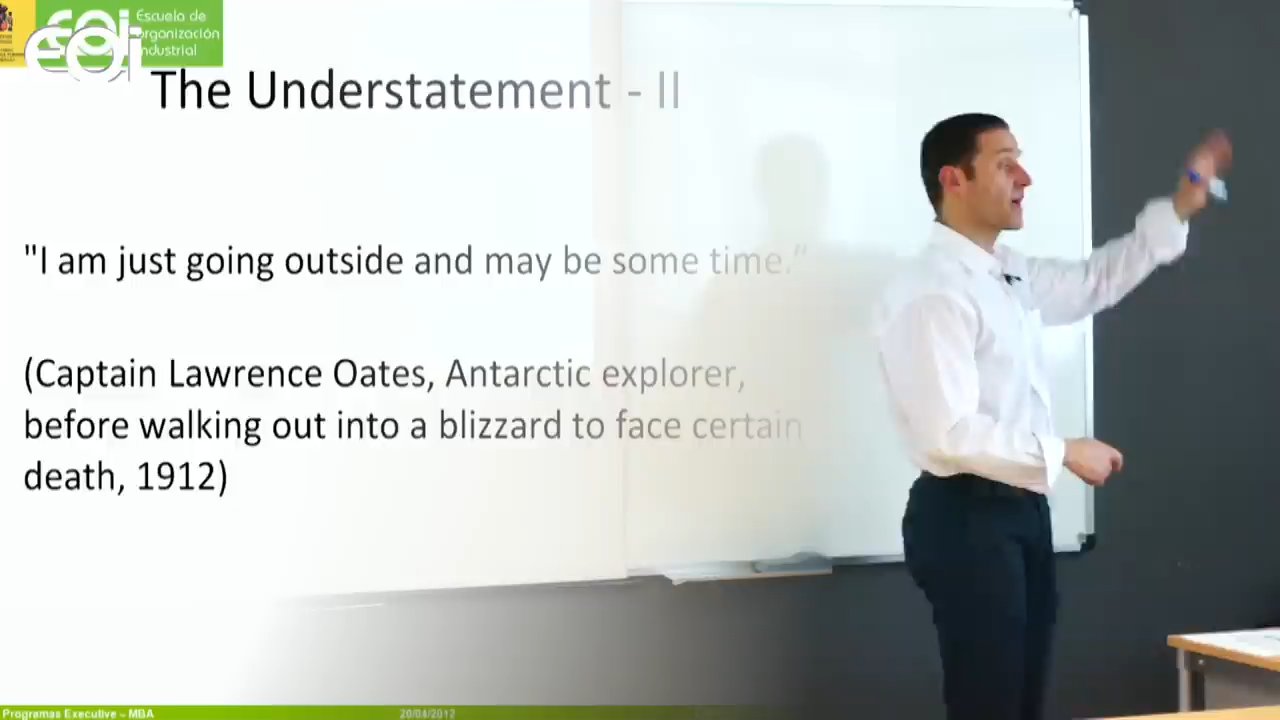 Escuela de
organización
industrial
eoi
The Understatement - II
"I am just going outside and may be some time."
(Captain Lawrence Oates, Antarctic explorer,
before walking out into a blizzard to face certain
death, 1912)
Programas Executive – MBA
20/04/2012